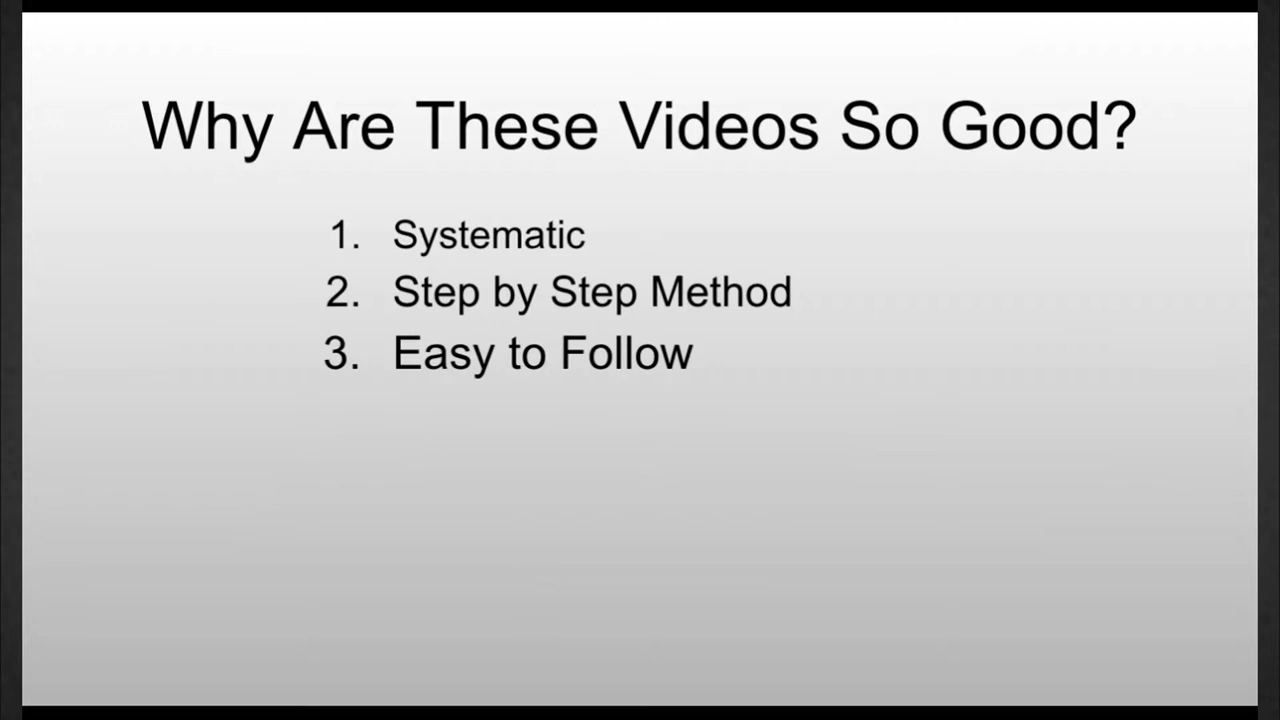 Why Are These Videos So Good?
1. Systematic
2. Step by Step Method
3. Easy to Follow